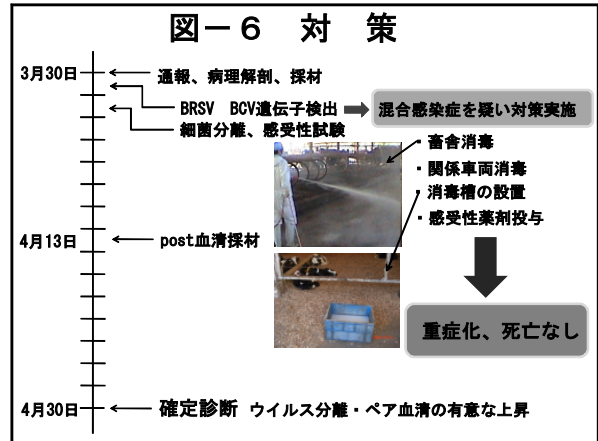 図－６　対　策
3月30日
通報、病理解剖、採材
BRSV　BCV遺伝子検出
混合感染症を疑い対策実施
細菌分離、感受性試験
・畜舎消毒
・関係車両消毒
・消毒槽の設置
・感受性薬剤投与
4月13日
post血清採材
重症化、死亡なし
4月30日
確定診断　ウイルス分離・ペア血清の有意な上昇